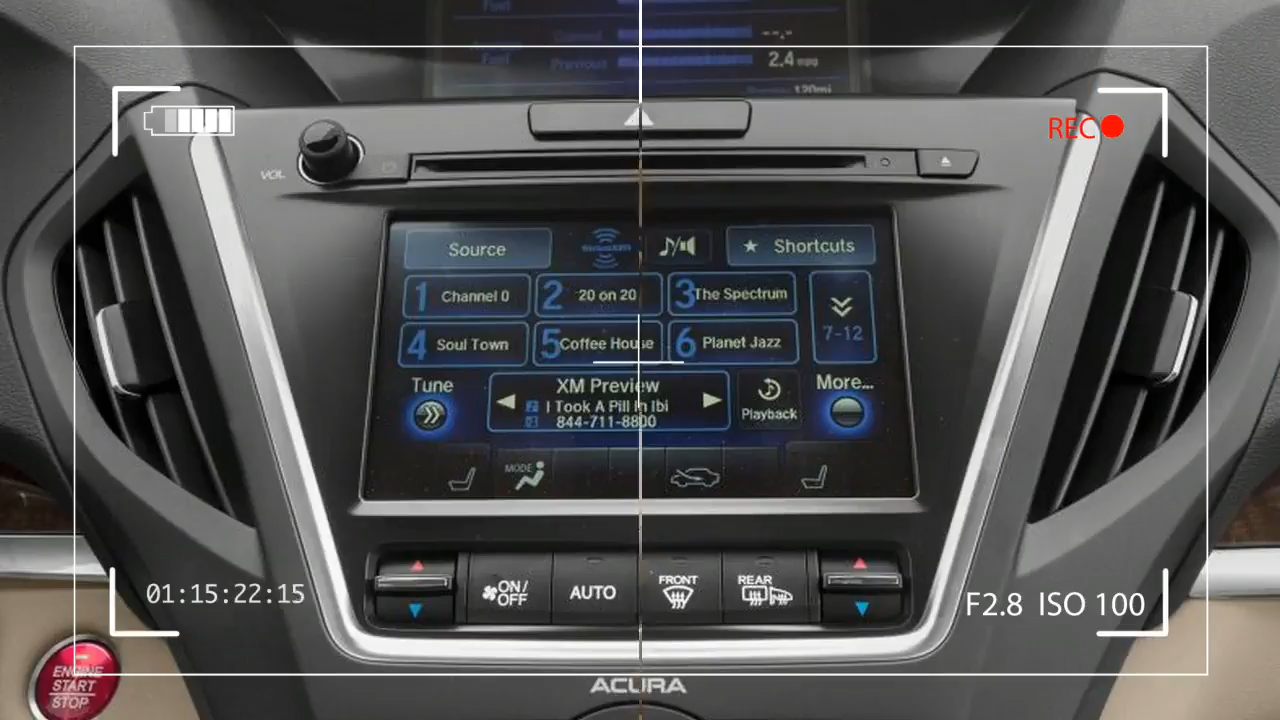 Fuel
Previous 2.4 mpg
120mi
REC
VOL
Source
SiriusXM
★ Shortcuts
1 Channel 0
2 20 on 20
3 The Spectrum
7-12
4 Soul Town
5 Coffee House
6 Planet Jazz
Tune
XM Preview
I Took A Pill In Ibi
844-711-8800
Playback
More...
MODE
ON/
OFF
AUTO
FRONT
REAR
01:15:22:15
F2.8 ISO 100
ENGINE
START
STOP
ACURA